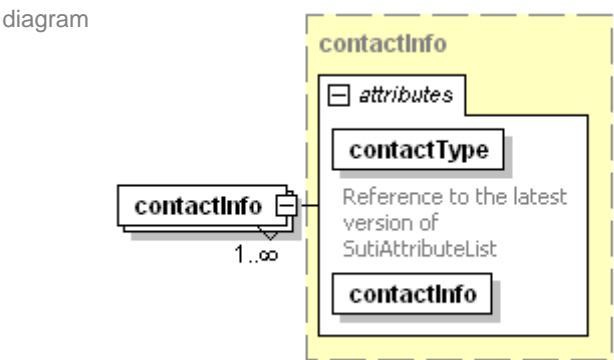 diagram
contactInfo
attributes
contactType
Reference to the latest
version of
SutiAttributeList
contactInfo
1..∞
contactInfo